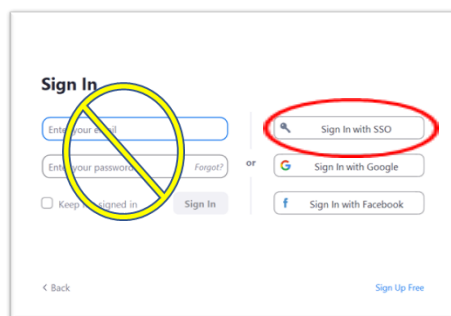 Sign In
Enter your email
Enter your password
Forgot?
Keep me signed in
Sign In
or
Sign In with SSO
G Sign In with Google
f Sign In with Facebook
< Back
Sign Up Free